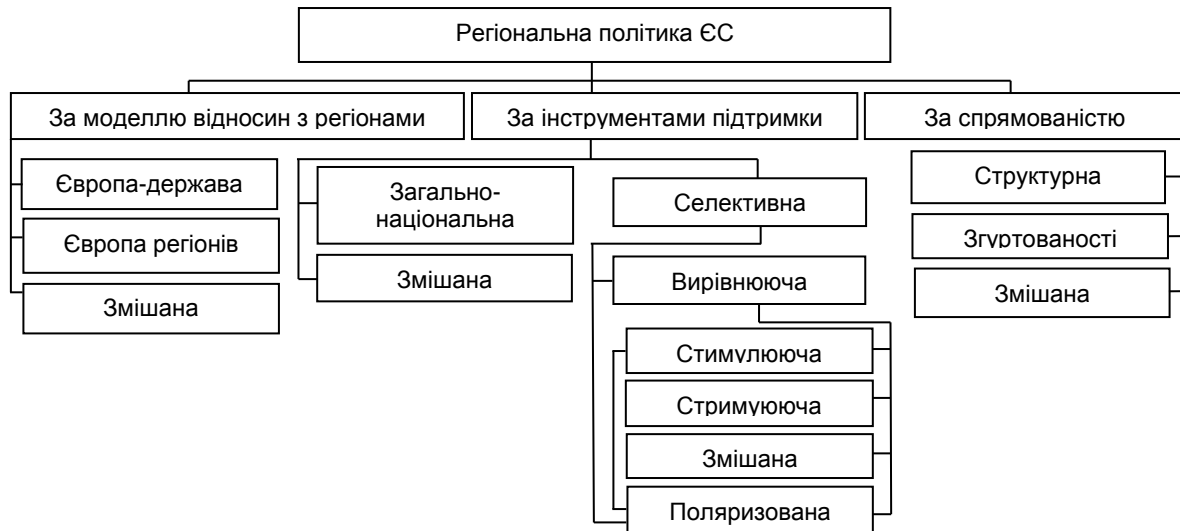 Регіональна політика ЄС
За моделлю відносин з регіонами
За інструментами підтримки
За спрямованістю
Європа-держава
Європа регіонів
Змішана
Загально-
національна
Змішана
Селективна
Вирівнююча
Стимулююча
Стримуююча
Змішана
Поляризована
Структурна
Згуртованості
Змішана